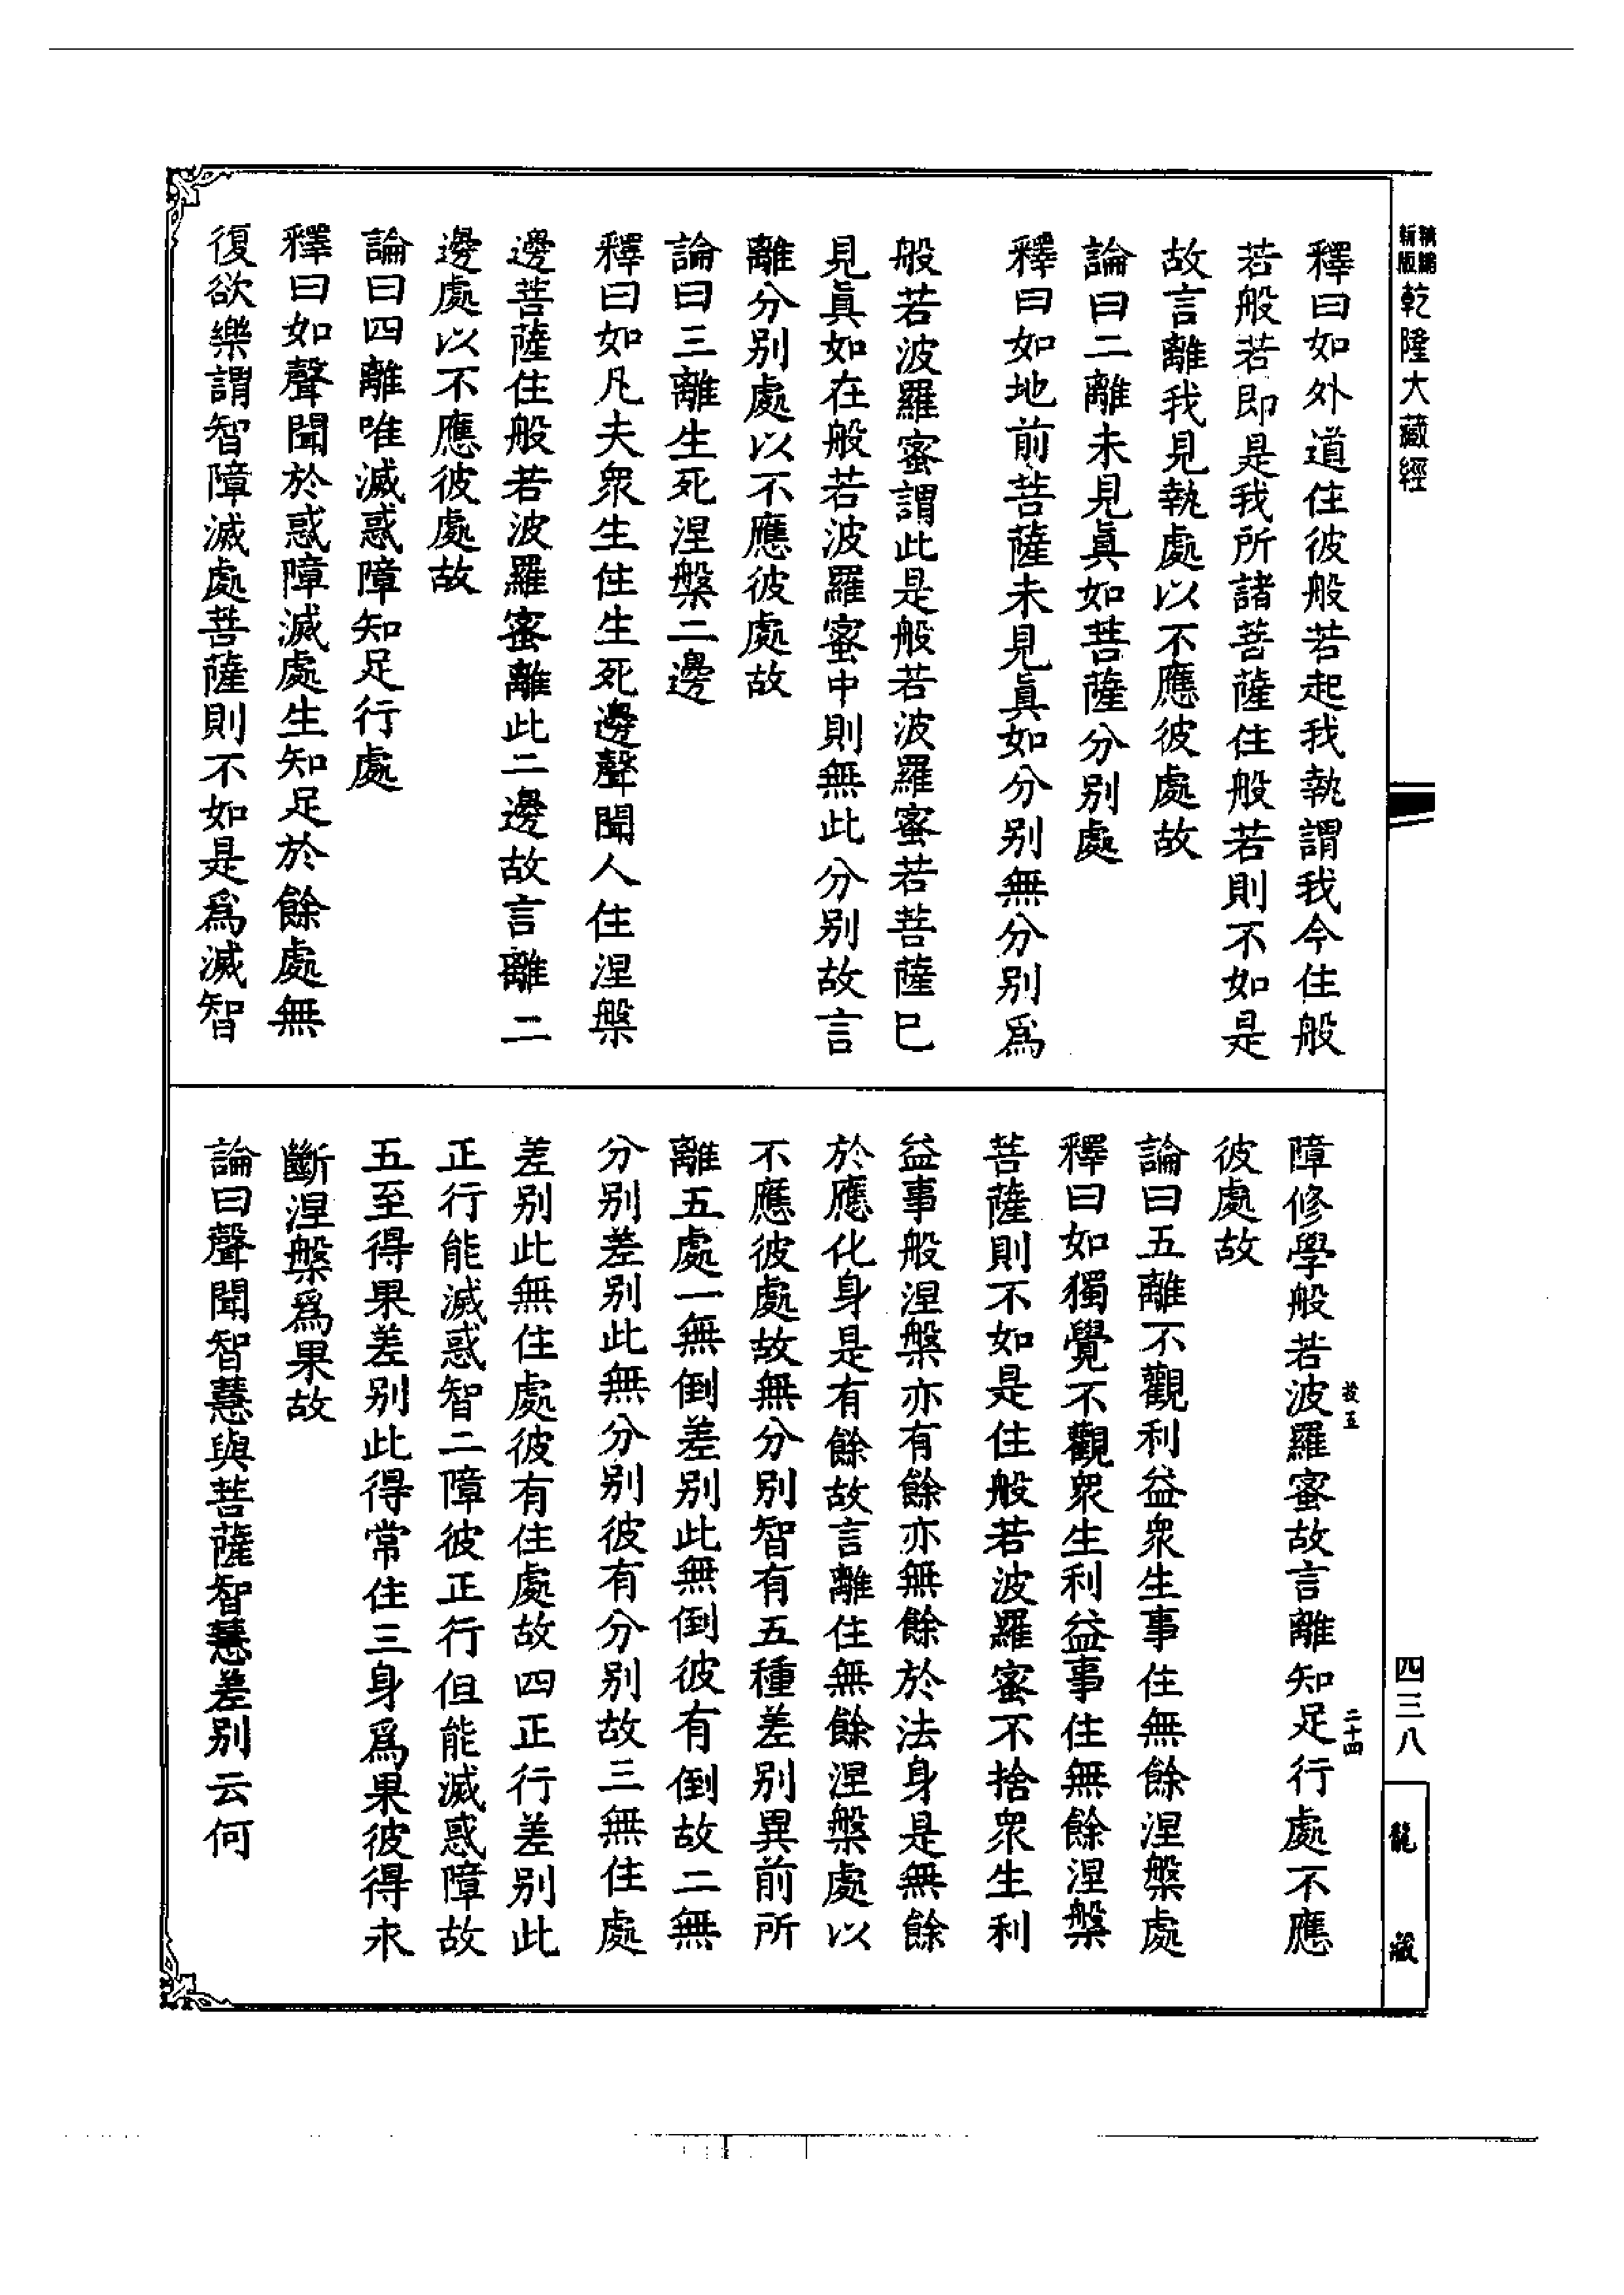 精編新版乾隆大藏經
釋曰如外道住彼般若起我執謂我今住般
若般若即是我所諸菩薩住般若則不如是
故言離我見執處以不應彼處故
論曰二離未見眞如菩薩分别處
釋曰如地前菩薩未見眞如分别無分别爲
般若波羅蜜謂此是般若波羅蜜若菩薩已
見眞如在般若波羅蜜中則無此分别故言
離分别處以不應彼處故
論曰三離生死涅槃二邊
釋曰如凡夫衆生住生死邊聲聞人住涅槃
邊菩薩住般若波羅蜜離此二邊故言離二
邊處以不應彼處故
論曰四離唯滅惑障知足行處
釋曰如聲聞於惑障滅處生知足於餘處無
復欲樂謂智障滅處菩薩則不如是爲滅智
障修學般若波羅蜜故言離知足行處不應
彼處故
論曰五離不觀利益衆生事住無餘涅槃處
釋曰如獨覺不觀衆生利益事住無餘涅槃
菩薩則不如是住般若波羅蜜不捨衆生利
益事般涅槃亦有餘亦無餘於法身是無餘
於應化身是有餘故言離住無餘涅槃處以
不應彼處故無分别智有五種差别異前所
離五處一無倒差别此無倒彼有倒故二無
分别差别此無分别彼有分别故三無住處
差别此無住處彼有住處故四正行差别此
正行能滅惑智二障彼正行但能滅惑障故
五至得果差别此得常住三身爲果彼得永
斷涅槃爲果故
論曰聲聞智慧與菩薩智慧差别云何
二十四
四三八
龍藏